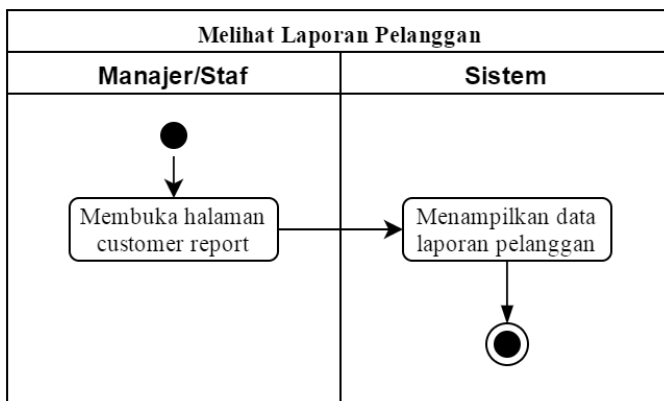 Melihat Laporan Pelanggan
Manajer/Staf
Sistem
Membuka halaman
customer report
Menampilkan data
laporan pelanggan